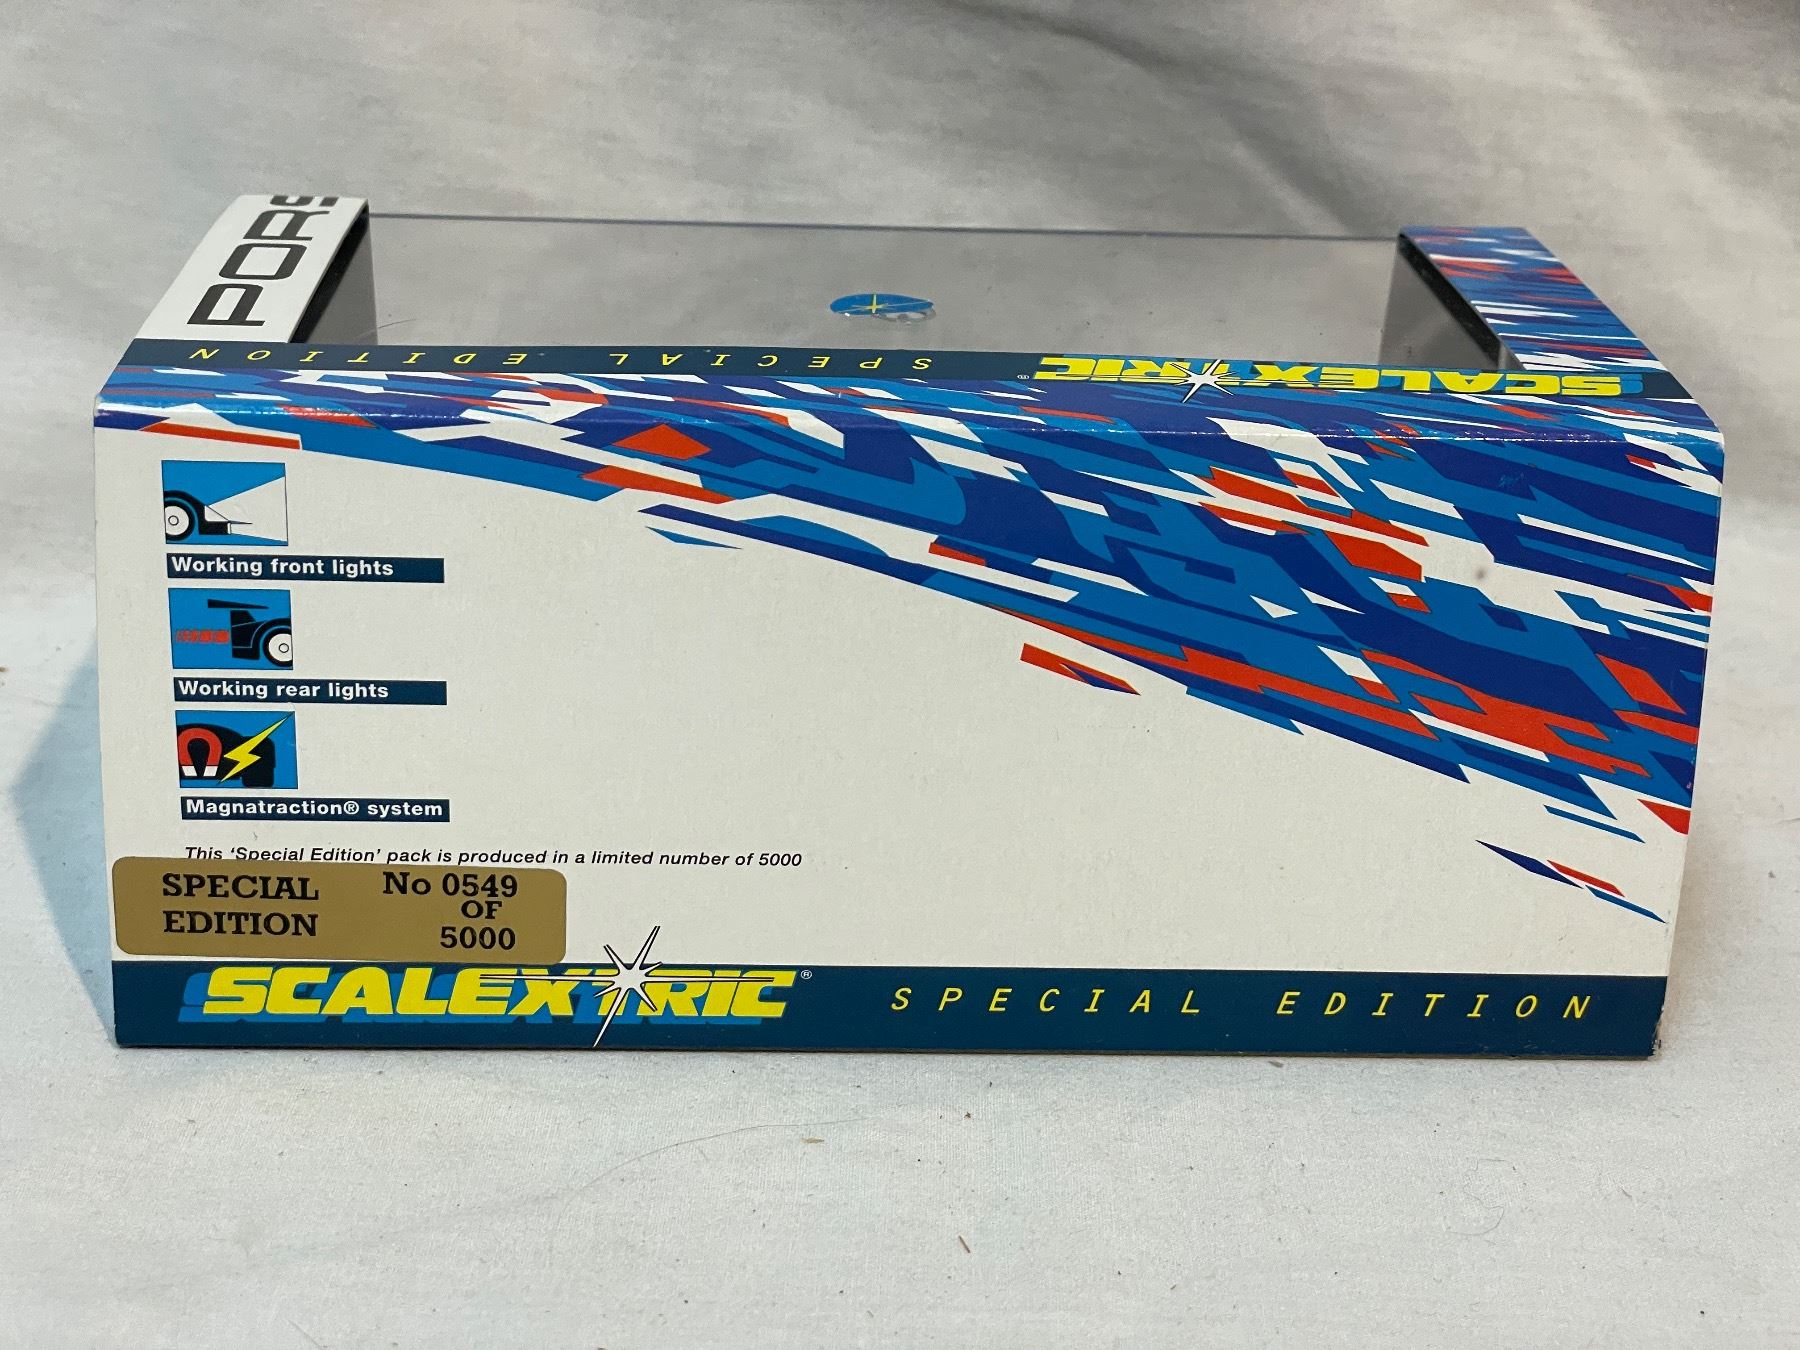 PORS
SPECIAL EDITION
SCALEXTRIC®
Working front lights
Working rear lights
Magnatraction® system
This 'Special Edition' pack is produced in a limited number of 5000
SPECIAL EDITION
No 0549 OF 5000
SCALEXTRIC®
SPECIAL EDITION